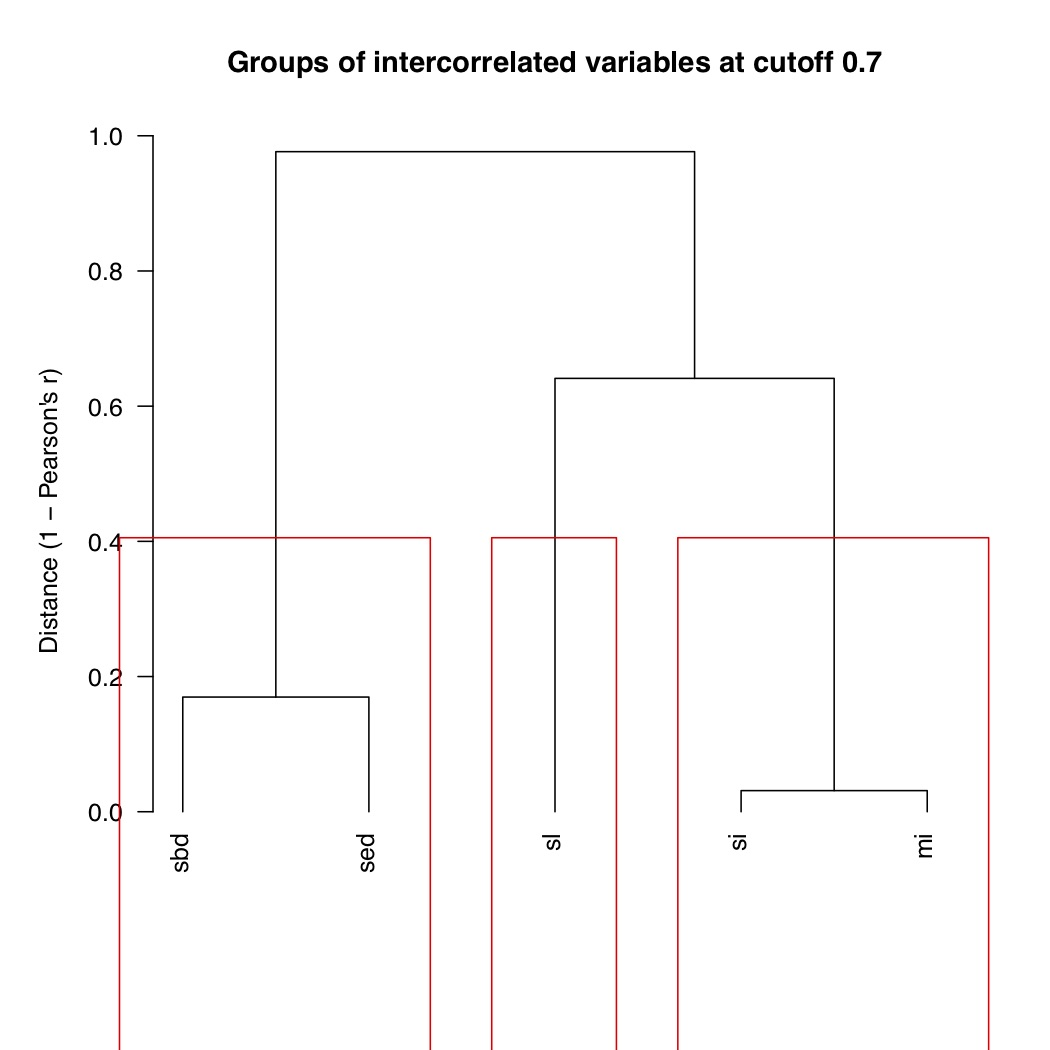 Groups of intercorrelated variables at cutoff 0.7
1.0
0.8
0.6
0.4
0.2
0.0
Distance (1 − Pearson's r)
sbd
sed
sl
si
mi